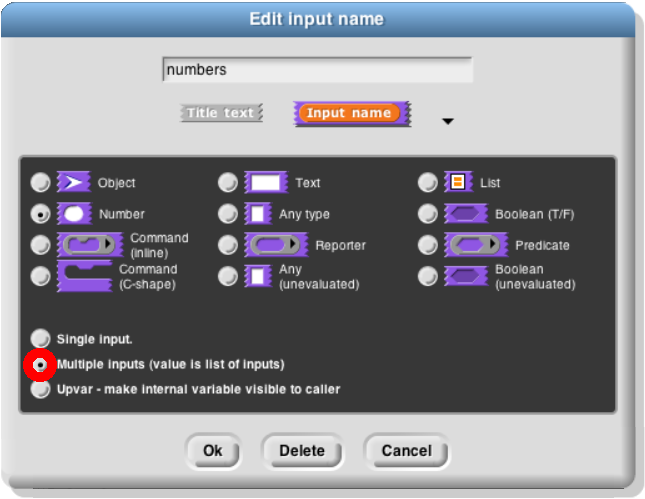 Edit input name
numbers
Title text Input name
Object Text List
Number Any type Boolean (T/F)
Command (inline) Reporter Predicate
Command (C-shape) Any (unevaluated) Boolean (unevaluated)
Single input.
Multiple inputs (value is list of inputs)
Upvar - make internal variable visible to caller
Ok Delete Cancel